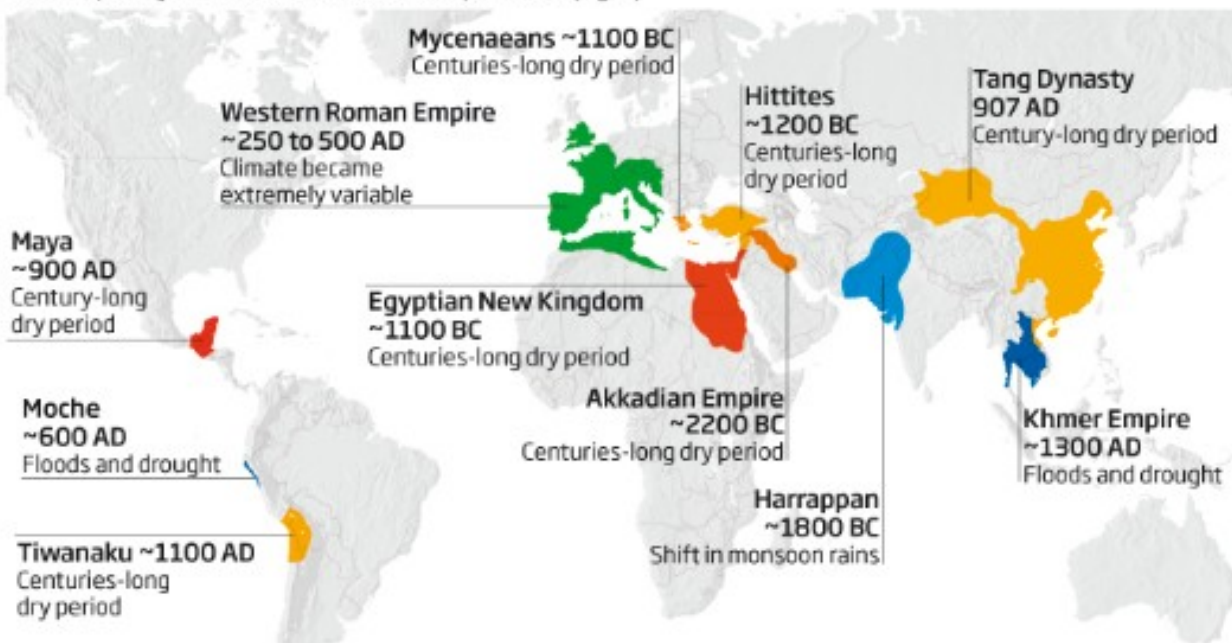 Mycenaeans ~1100 BC
Centuries-long dry period
Western Roman Empire
~250 to 500 AD
Climate became
extremely variable
Hittites
~1200 BC
Centuries-long
dry period
Tang Dynasty
907 AD
Century-long dry period
Maya
~900 AD
Century-long
dry period
Egyptian New Kingdom
~1100 BC
Centuries-long dry period
Akkadian Empire
~2200 BC
Centuries-long dry period
Khmer Empire
~1300 AD
Floods and drought
Moche
~600 AD
Floods and drought
Harrappan
~1800 BC
Shift in monsoon rains
Tiwanaku ~1100 AD
Centuries-long
dry period